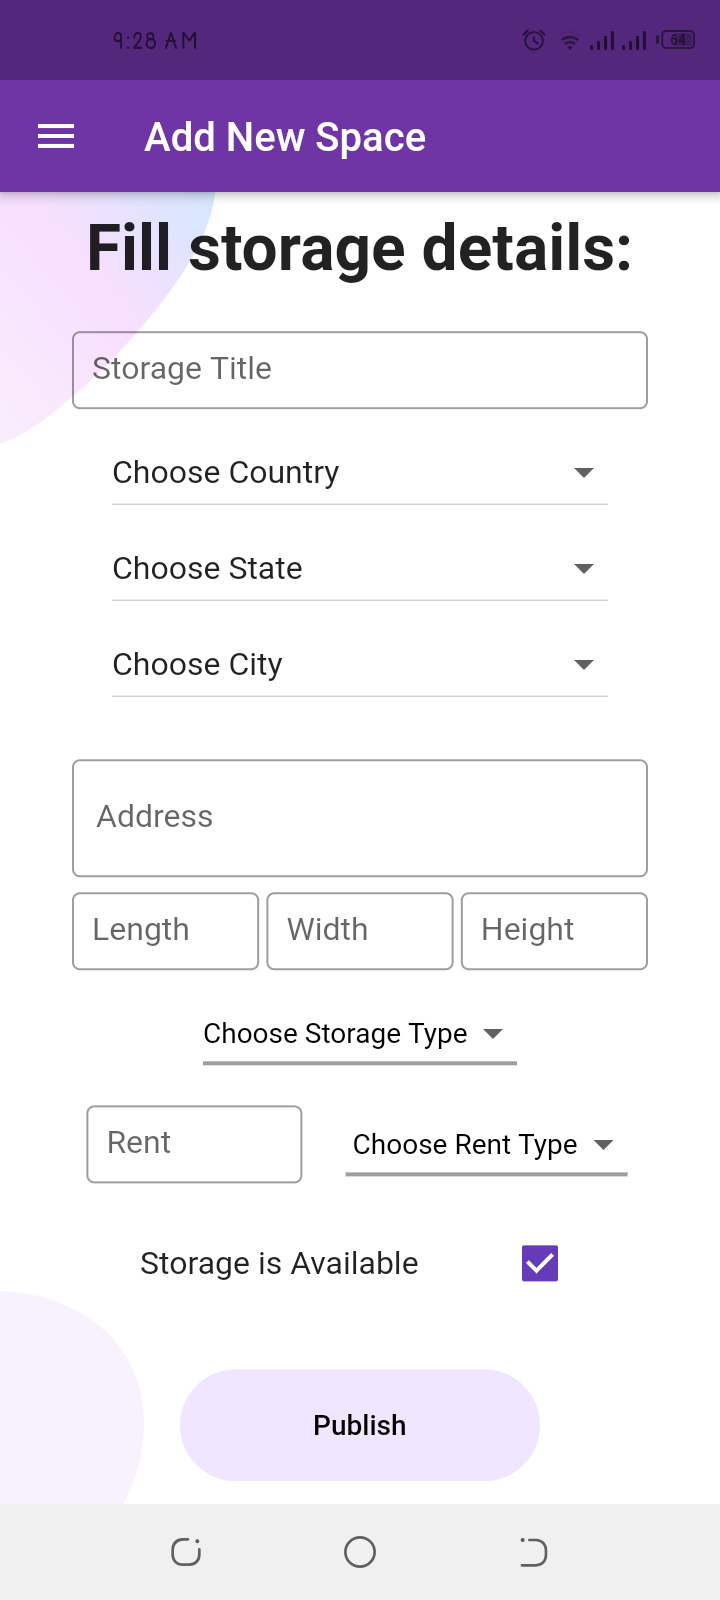 9:28 AM 64
Add New Space
Fill storage details:
Storage Title
Choose Country
Choose State
Choose City
Address
Length Width Height
Choose Storage Type
Rent Choose Rent Type
Storage is Available
Publish